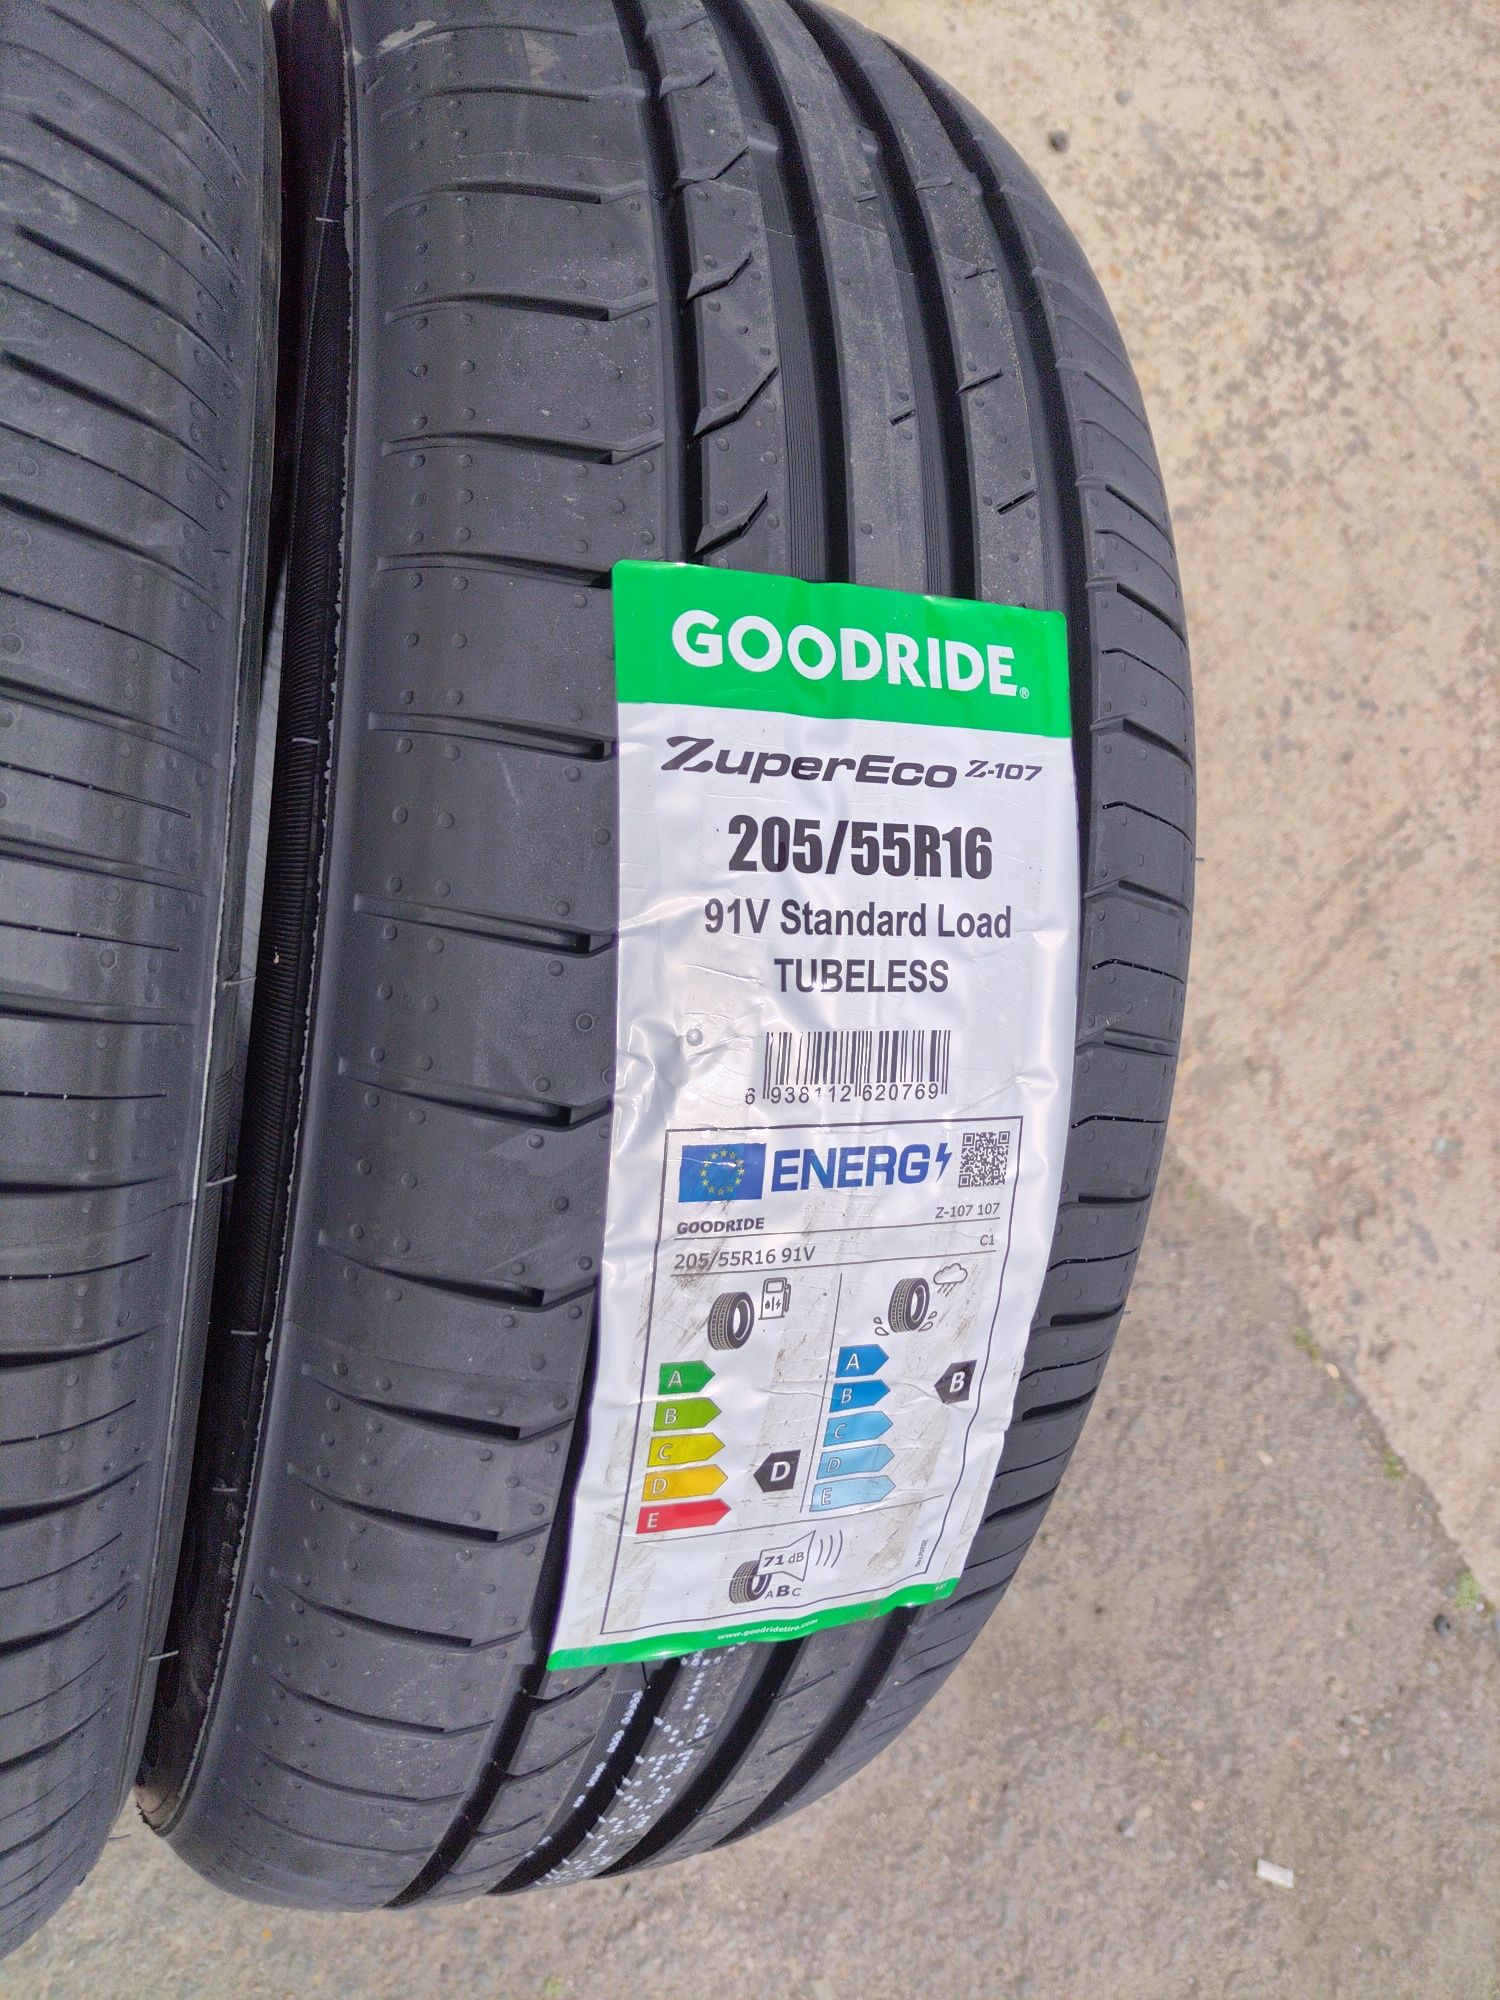 GOODRIDE®
ZuperEco Z-107
205/55R16
91V Standard Load
TUBELESS
6 938112 620769
ENERG
GOODRIDE Z-107 107
205/55R16 91V C1
A
B
C
D
E
D
A
B
C
D
E
B
71 dB
ABC
www.goodridetire.com